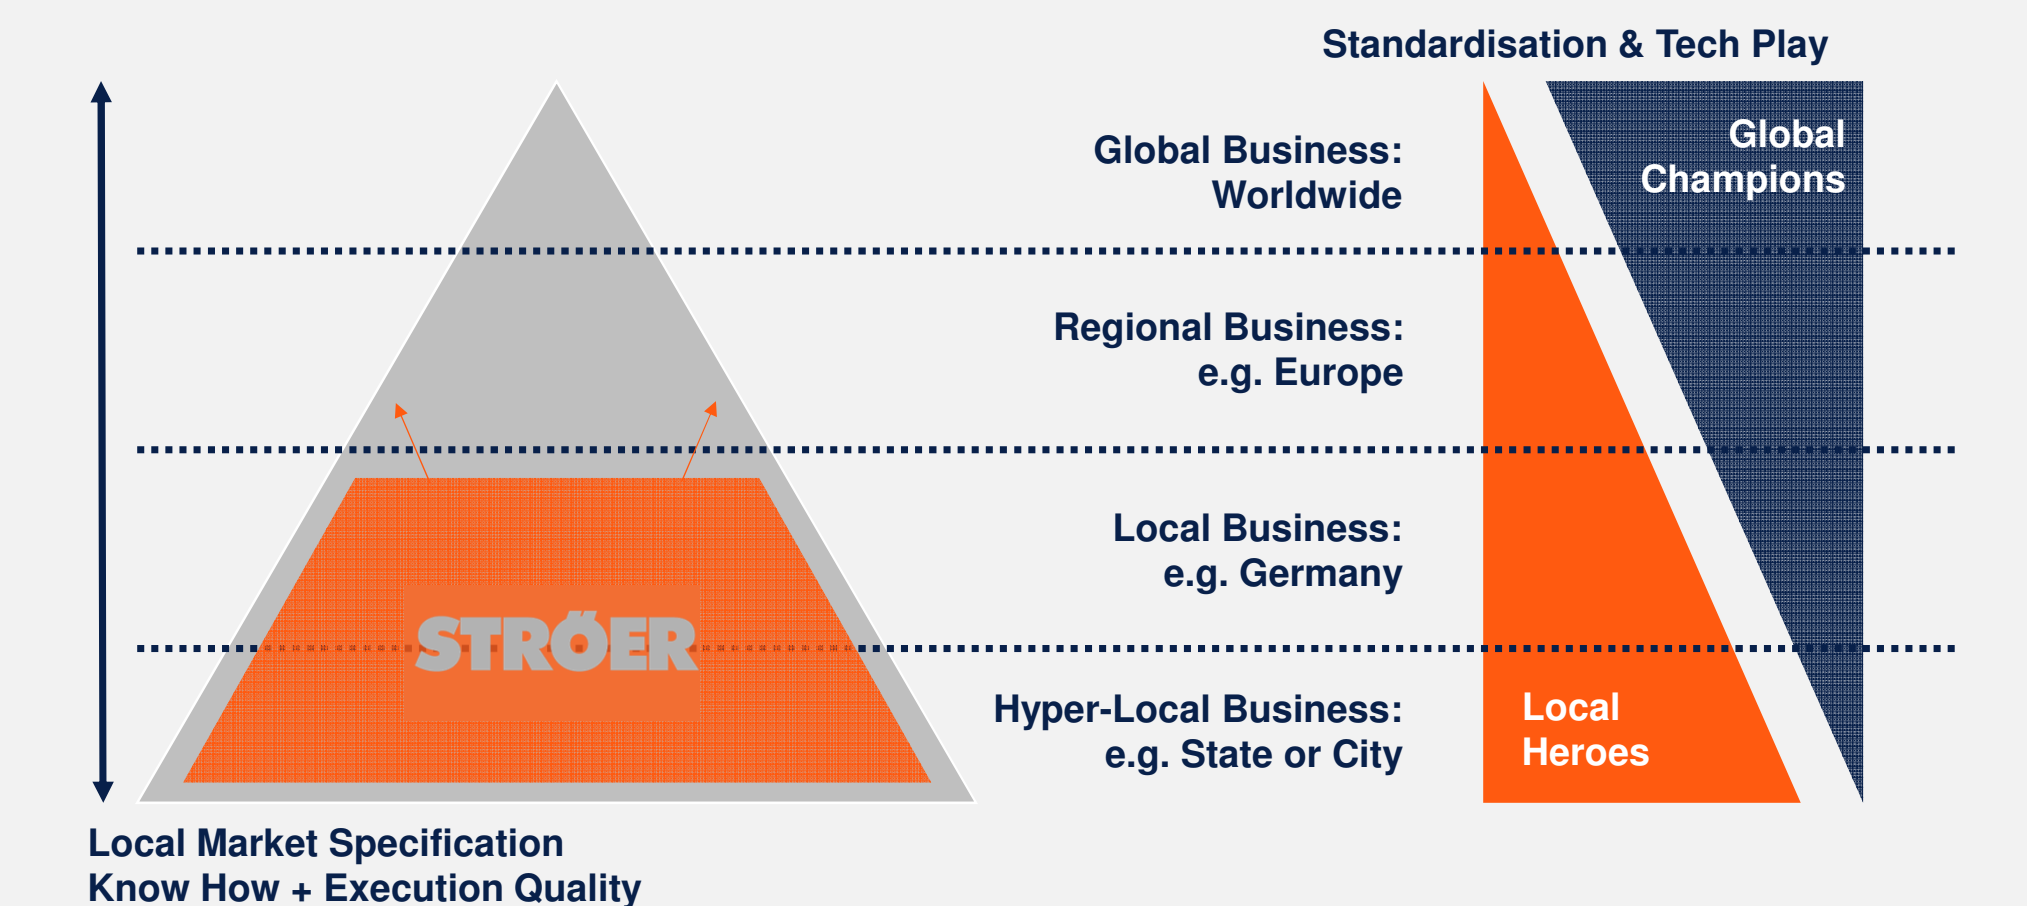 Standardisation & Tech Play
Global Business:
Worldwide
Global
Champions
Regional Business:
e.g. Europe
Local Business:
e.g. Germany
STRÖER
Hyper-Local Business:
e.g. State or City
Local
Heroes
Local Market Specification
Know How + Execution Quality